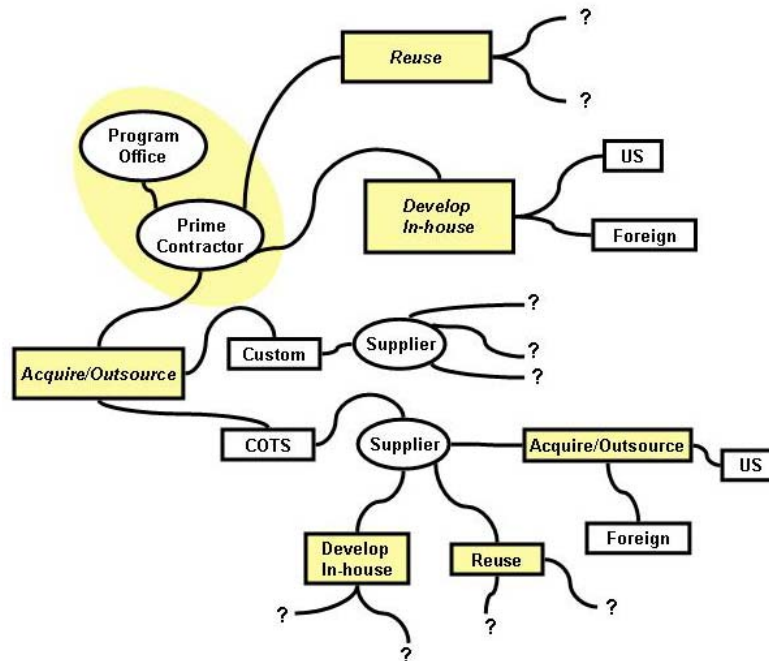 ?
Reuse
?
Program
Office
US
Develop
In-house
Prime
Contractor
Foreign
?
Custom
Supplier
?
Acquire/Outsource
?
COTS
Supplier
Acquire/Outsource
US
Develop
In-house
Reuse
Foreign
?
?
?
?